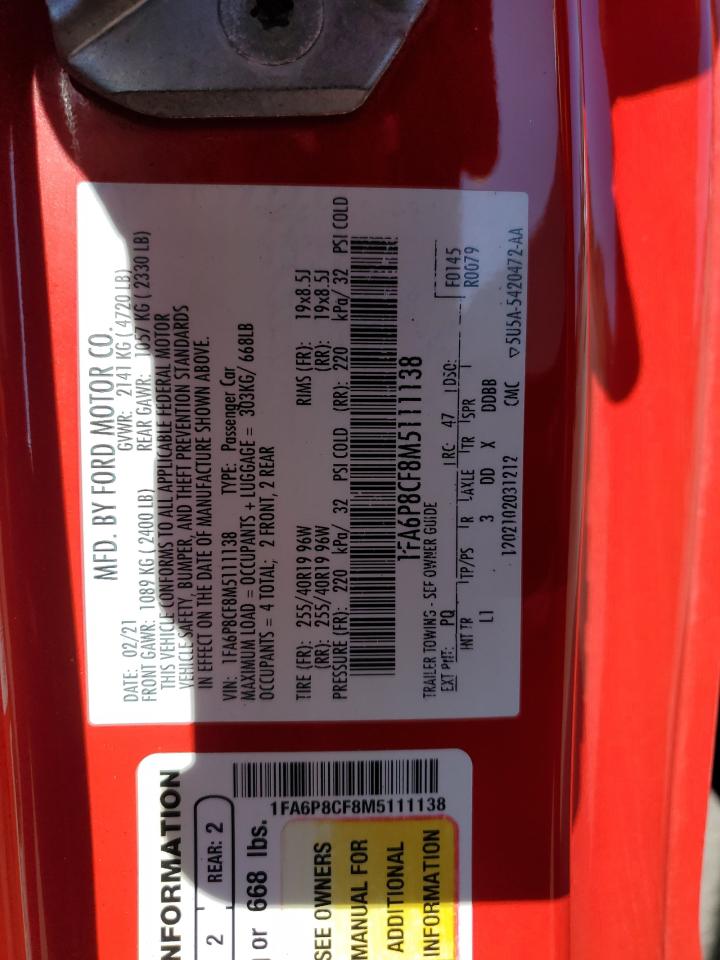 MFD. BY FORD MOTOR CO.
DATE: 02/21 GVWR: 2141 KG ( 4720 LB)
FRONT GAWR: 1089 KG ( 2400 LB) REAR GAWR: 1057 KG ( 2330 LB)
THIS VEHICLE CONFORMS TO ALL APPLICABLE FEDERAL MOTOR
VEHICLE SAFETY, BUMPER, AND THEFT PREVENTION STANDARDS
IN EFFECT ON THE DATE OF MANUFACTURE SHOWN ABOVE.
VIN: 1FA6P8CF8M5111138 TYPE: Passenger Car
MAXIMUM LOAD = OCCUPANTS + LUGGAGE = 303KG/ 668LB
OCCUPANTS = 4 TOTAL; 2 FRONT, 2 REAR
TIRE (FR): 255/40R19 96W RIMS (FR): 19x8.5J
(RR): 255/40R19 96W (RR): 19x8.5J
PRESSURE (FR): 220 kPa/ 32 PSI COLD (RR): 220 kPa/ 32 PSI COLD
1FA6P8CF8M5111138
TRAILER TOWING - SEE OWNER GUIDE
EXT PNT: PQ RC: 47 DSO: F0145
R0079
INT TR TP/PS R AXLE TR SPR
L1 3 DD X DDBB
12021020 31212 CMC 5U5A-5420472-AA
NFORMATION
2 REAR: 2
or 668 lbs.
1FA6P8CF8M5111138
SEE OWNERS
MANUAL FOR
ADDITIONAL
INFORMATION